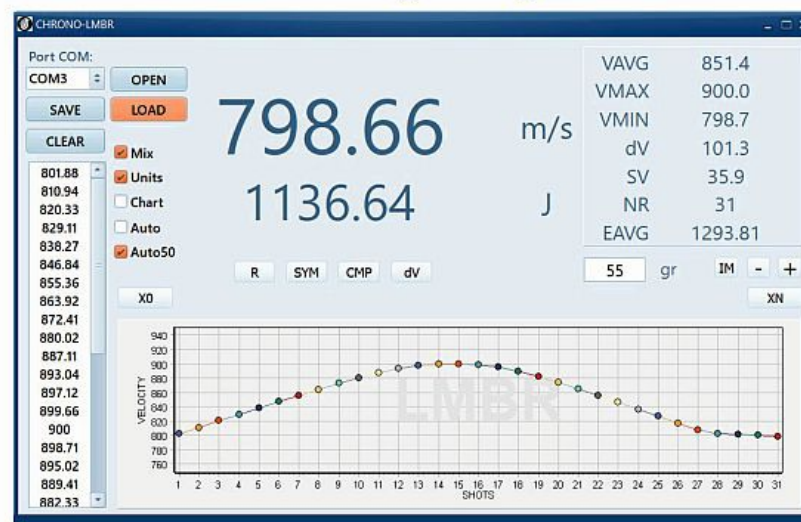 CHRONO-LMBR
Port COM:
COM3
OPEN
SAVE
LOAD
CLEAR
Mix
Units
Chart
Auto
Auto50
801.88
810.94
820.33
829.11
838.27
846.84
855.36
863.92
872.41
880.02
887.11
893.04
897.12
899.66
900
898.71
895.02
889.41
882.33
798.66 m/s
1136.64 J
R SYM CMP dV
X0
VAVG 851.4
VMAX 900.0
VMIN 798.7
dV 101.3
SV 35.9
NR 31
EAVG 1293.81
55 gr IM - +
XN
VELOCITY
940
920
900
880
860
840
820
800
780
760
LMBR
1 2 3 4 5 6 7 8 9 10 11 12 13 14 15 16 17 18 19 20 21 22 23 24 25 26 27 28 29 30 31
SHOTS